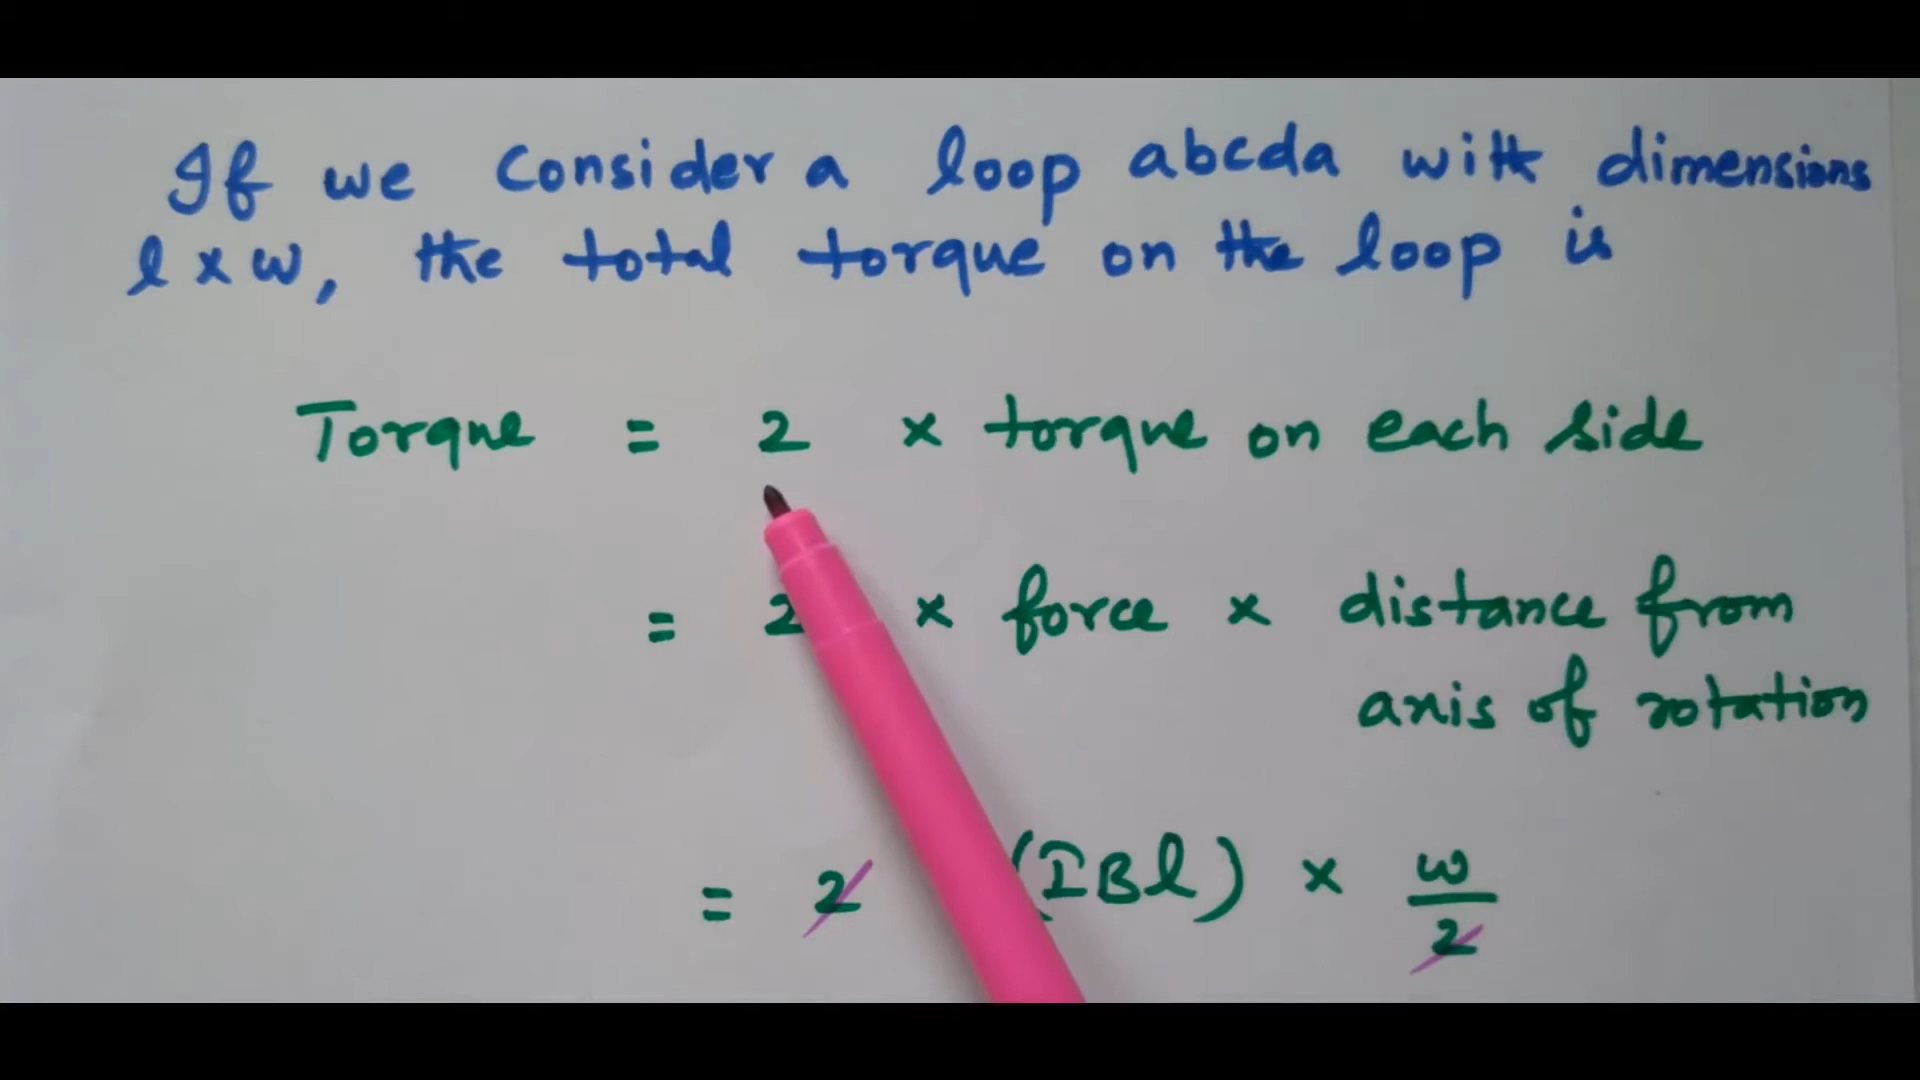 If we consider a loop abcda with dimensions
l x w, the total torque on the loop is
Torque = 2 x torque on each side
= 2 x force x distance from
axis of rotation
= 2 (IBl) x w/2